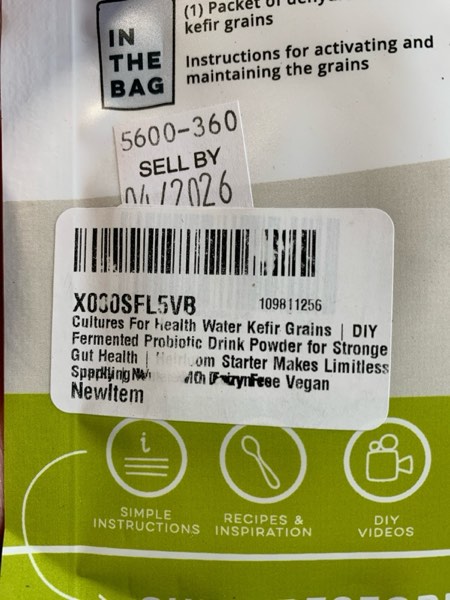 (1) Packet of
kefir grains
IN
THE
BAG
Instructions for activating and
maintaining the grains
5600-360
SELL BY
04/2026
109811256
Cultures For Health Water Kefir Grains | DIY
Fermented Probiotic Drink Powder for Stronge
Gut Health | Heirloom Starter Makes Limitless
Sparkling Vegan
NewItem
SIMPLE
INSTRUCTIONS
RECIPES &
INSPIRATION
DIY
VIDEOS